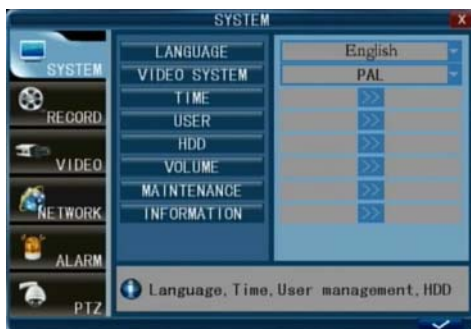 SYSTEM
X
SYSTEM
RECORD
VIDEO
NETWORK
ALARM
PTZ
LANGUAGE English
VIDEO SYSTEM PAL
TIME >>
USER >>
HDD >>
VOLUME >>
MAINTENANCE >>
INFORMATION >>
Language, Time, User management, HDD